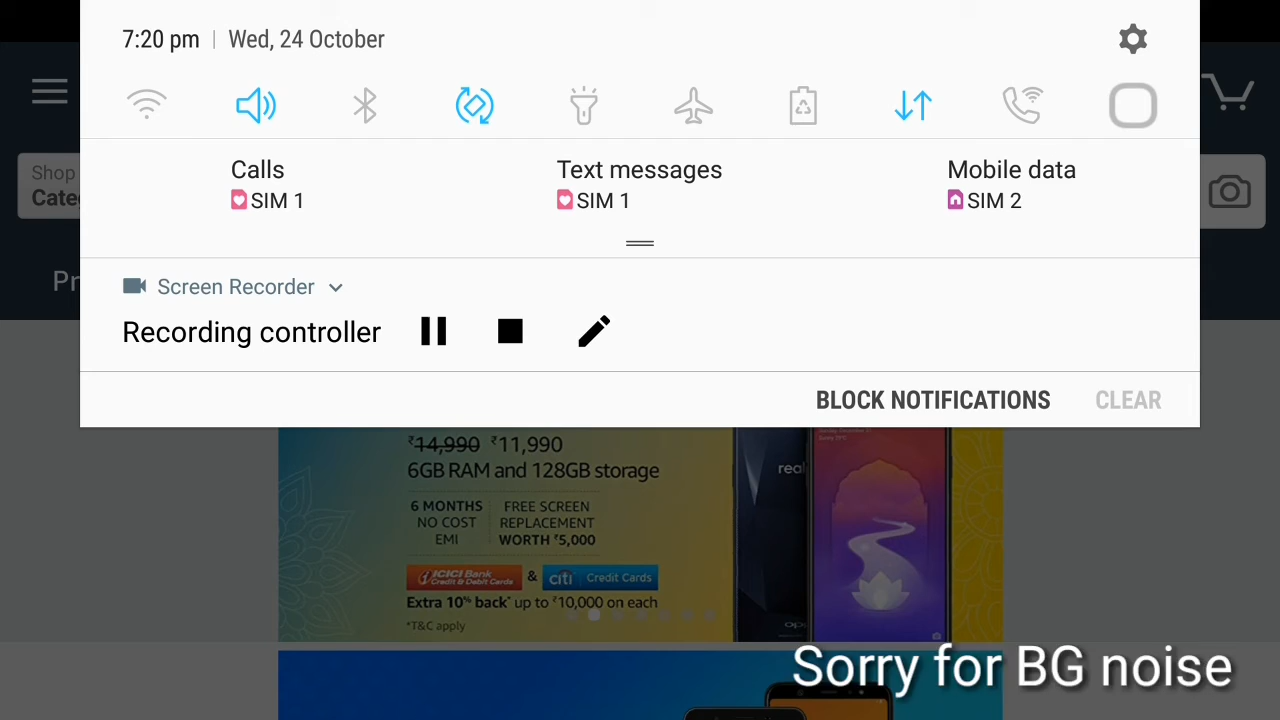 7:20 pm | Wed, 24 October
Calls
SIM 1
Text messages
SIM 1
Mobile data
SIM 2
Shop
Screen Recorder
Recording controller
BLOCK NOTIFICATIONS CLEAR
₹14,990 ₹11,990
6GB RAM and 128GB storage
6 MONTHS
NO COST
EMI
FREE SCREEN
REPLACEMENT
WORTH ₹5,000
ICICI Bank
Credit & Debit Cards
&
citi Credit Cards
Extra 10% back* up to ₹10,000 on each
*T&C apply
Sorry for BG noise